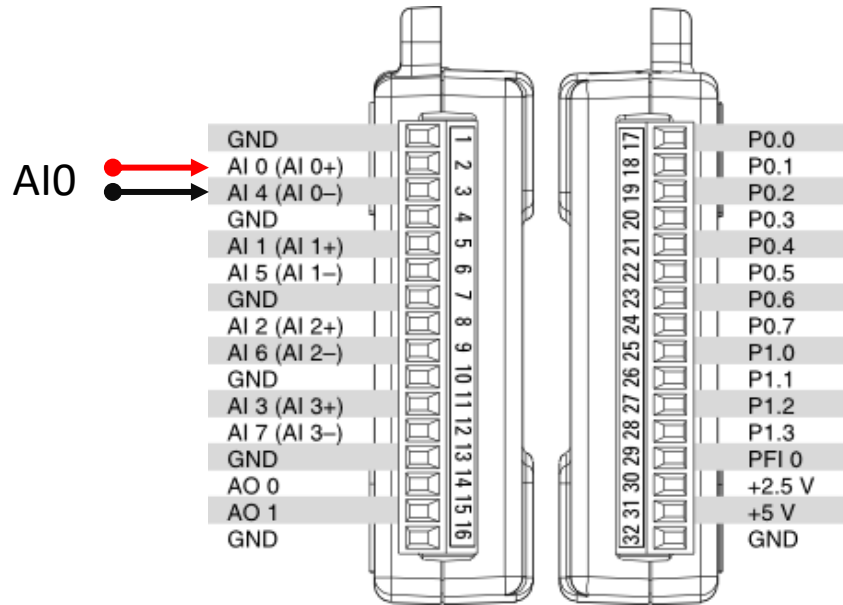 AI0
GND 1
AI 0 (AI 0+) 2
AI 4 (AI 0–) 3
GND 4
AI 1 (AI 1+) 5
AI 5 (AI 1–) 6
GND 7
AI 2 (AI 2+) 8
AI 6 (AI 2–) 9
GND 10
AI 3 (AI 3+) 11
AI 7 (AI 3–) 12
GND 13
AO 0 14
AO 1 15
GND 16
17 P0.0
18 P0.1
19 P0.2
20 P0.3
21 P0.4
22 P0.5
23 P0.6
24 P0.7
25 P1.0
26 P1.1
27 P1.2
28 P1.3
29 PFI 0
30 +2.5 V
31 +5 V
32 GND